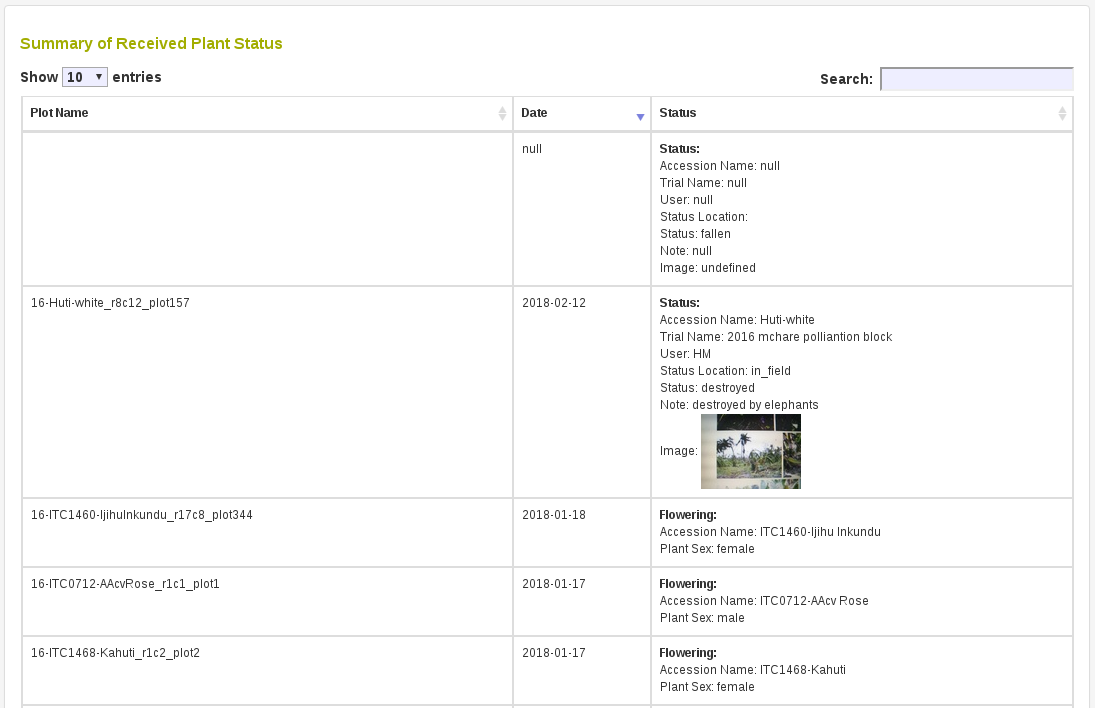 Summary of Received Plant Status
Show 10 entries
Search:
Plot Name
Date
Status
null
Status:
Accession Name: null
Trial Name: null
User: null
Status Location:
Status: fallen
Note: null
Image: undefined
16-Huti-white_r8c12_plot157
2018-02-12
Status:
Accession Name: Huti-white
Trial Name: 2016 mchare polliantion block
User: HM
Status Location: in_field
Status: destroyed
Note: destroyed by elephants
Image:
16-ITC1460-IjihuInkundu_r17c8_plot344
2018-01-18
Flowering:
Accession Name: ITC1460-Ijihu Inkundu
Plant Sex: female
16-ITC0712-AAcvRose_r1c1_plot1
2018-01-17
Flowering:
Accession Name: ITC0712-AAcv Rose
Plant Sex: male
16-ITC1468-Kahuti_r1c2_plot2
2018-01-17
Flowering:
Accession Name: ITC1468-Kahuti
Plant Sex: female